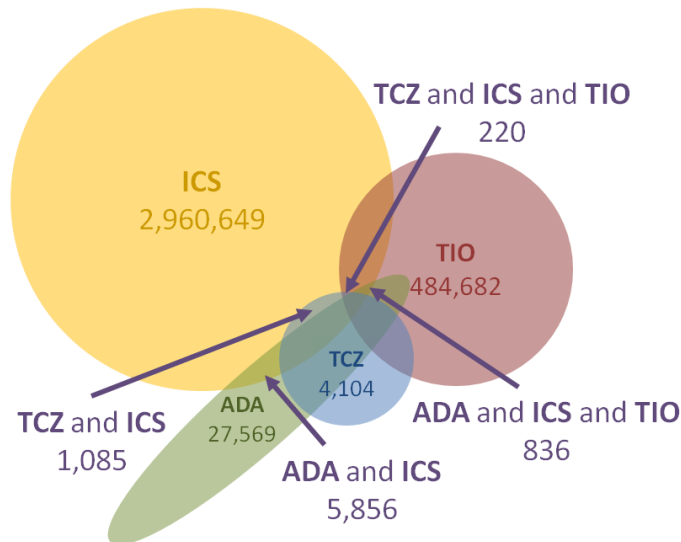 TCZ and ICS and TIO
220
ICS
2,960,649
TIO
484,682
TCZ
4,104
ADA
27,569
TCZ and ICS
1,085
ADA and ICS and TIO
836
ADA and ICS
5,856